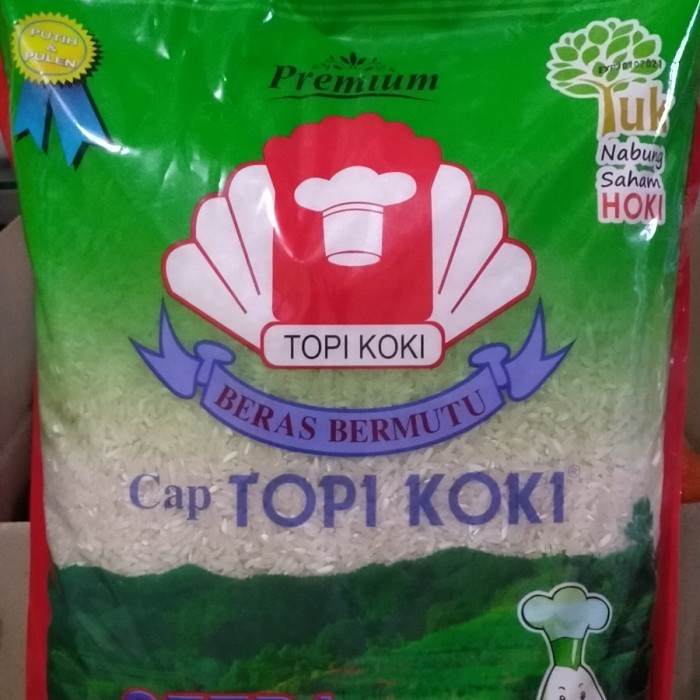 PUTIH
&
PULEN
Premium
Yuk
Nabung
Saham
HOKI
TOPI KOKI
BERAS BERMUTU
Cap TOPI KOKI®